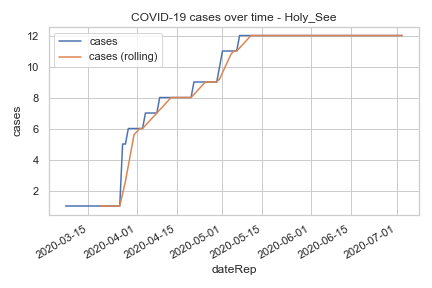 COVID-19 cases over time - Holy_See
cases
cases (rolling)
12
10
8
6
4
2
cases
2020-03-15
2020-04-01
2020-04-15
2020-05-01
2020-05-15
2020-06-01
2020-06-15
2020-07-01
dateRep